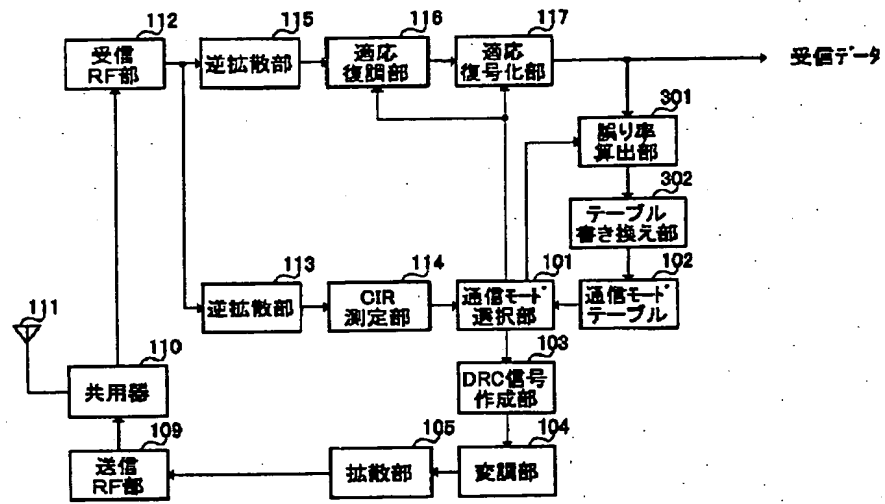 112
受信
RF部
115
逆拡散部
116
適応
復調部
117
適応
復号化部
受信データ
301
誤り率
算出部
302
テーブル
書き換え部
113
逆拡散部
114
CIR
測定部
101
通信モード
選択部
102
通信モード
テーブル
111
110
共用器
103
DRC信号
作成部
109
送信
RF部
105
拡散部
104
変調部